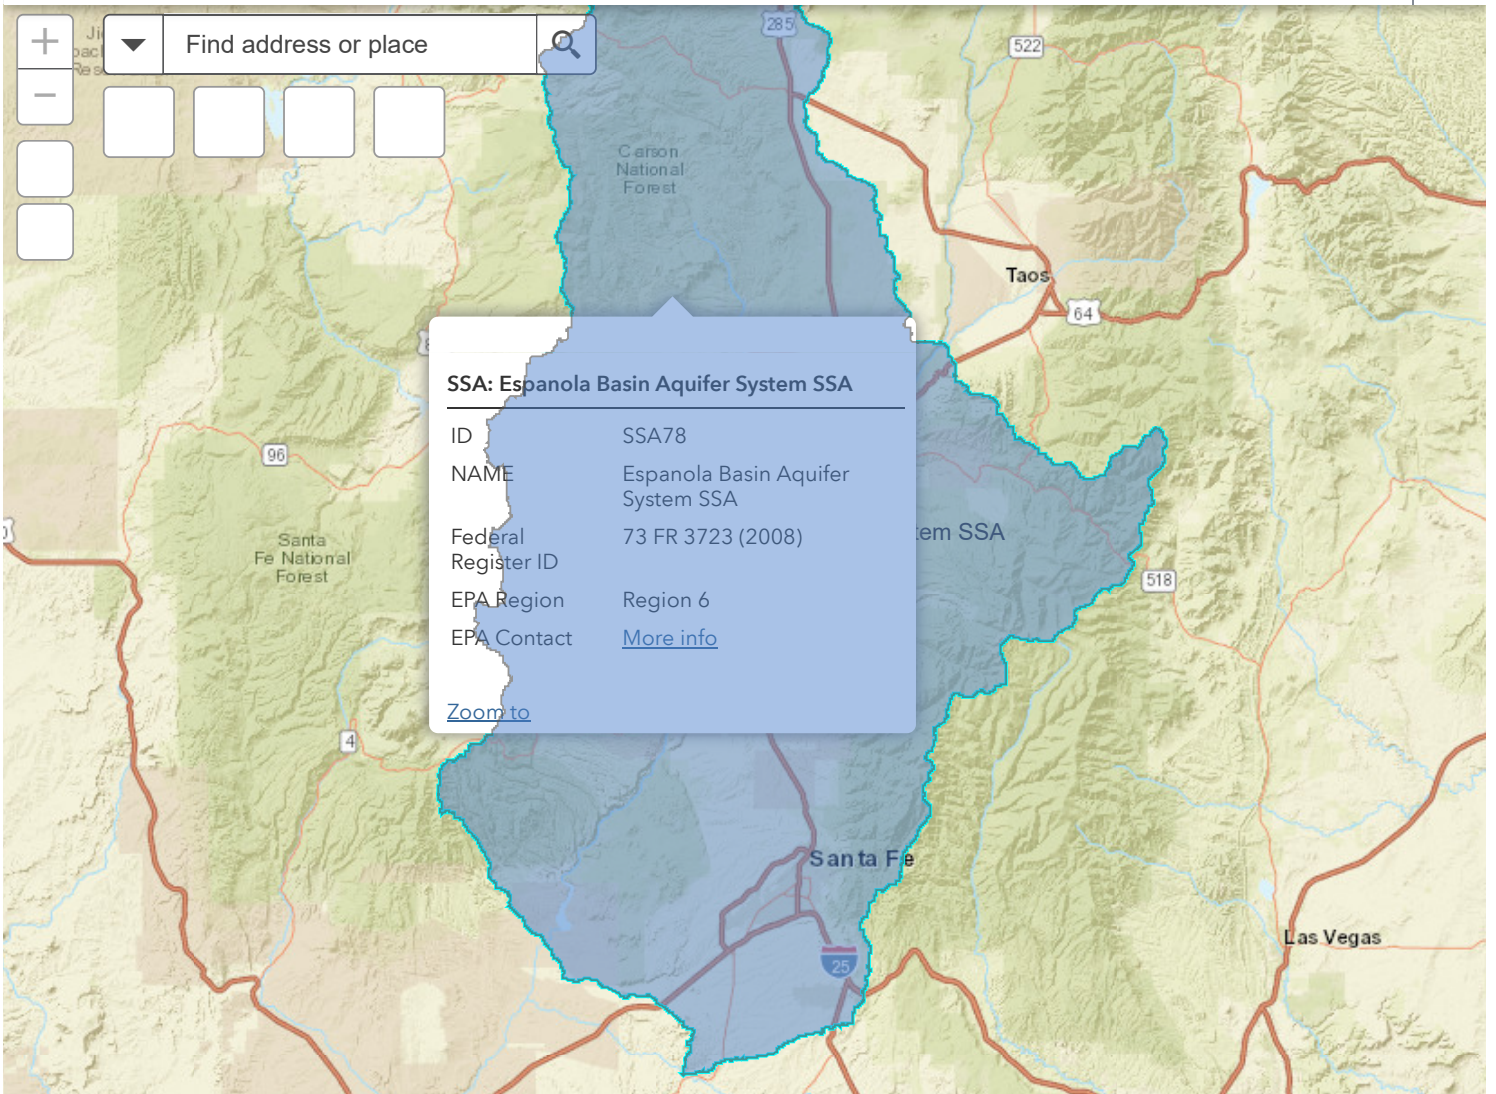 285
522
Find address or place
Carson
National
Forest
Taos
64
SSA: Espanola Basin Aquifer System SSA
ID SSA78
NAME Espanola Basin Aquifer
System SSA
96
tem SSA
Federal 73 FR 3723 (2008)
Register ID
Santa
Fe National
Forest
518
EPA Region Region 6
EPA Contact More info
Zoom to
4
Santa Fe
Las Vegas
25